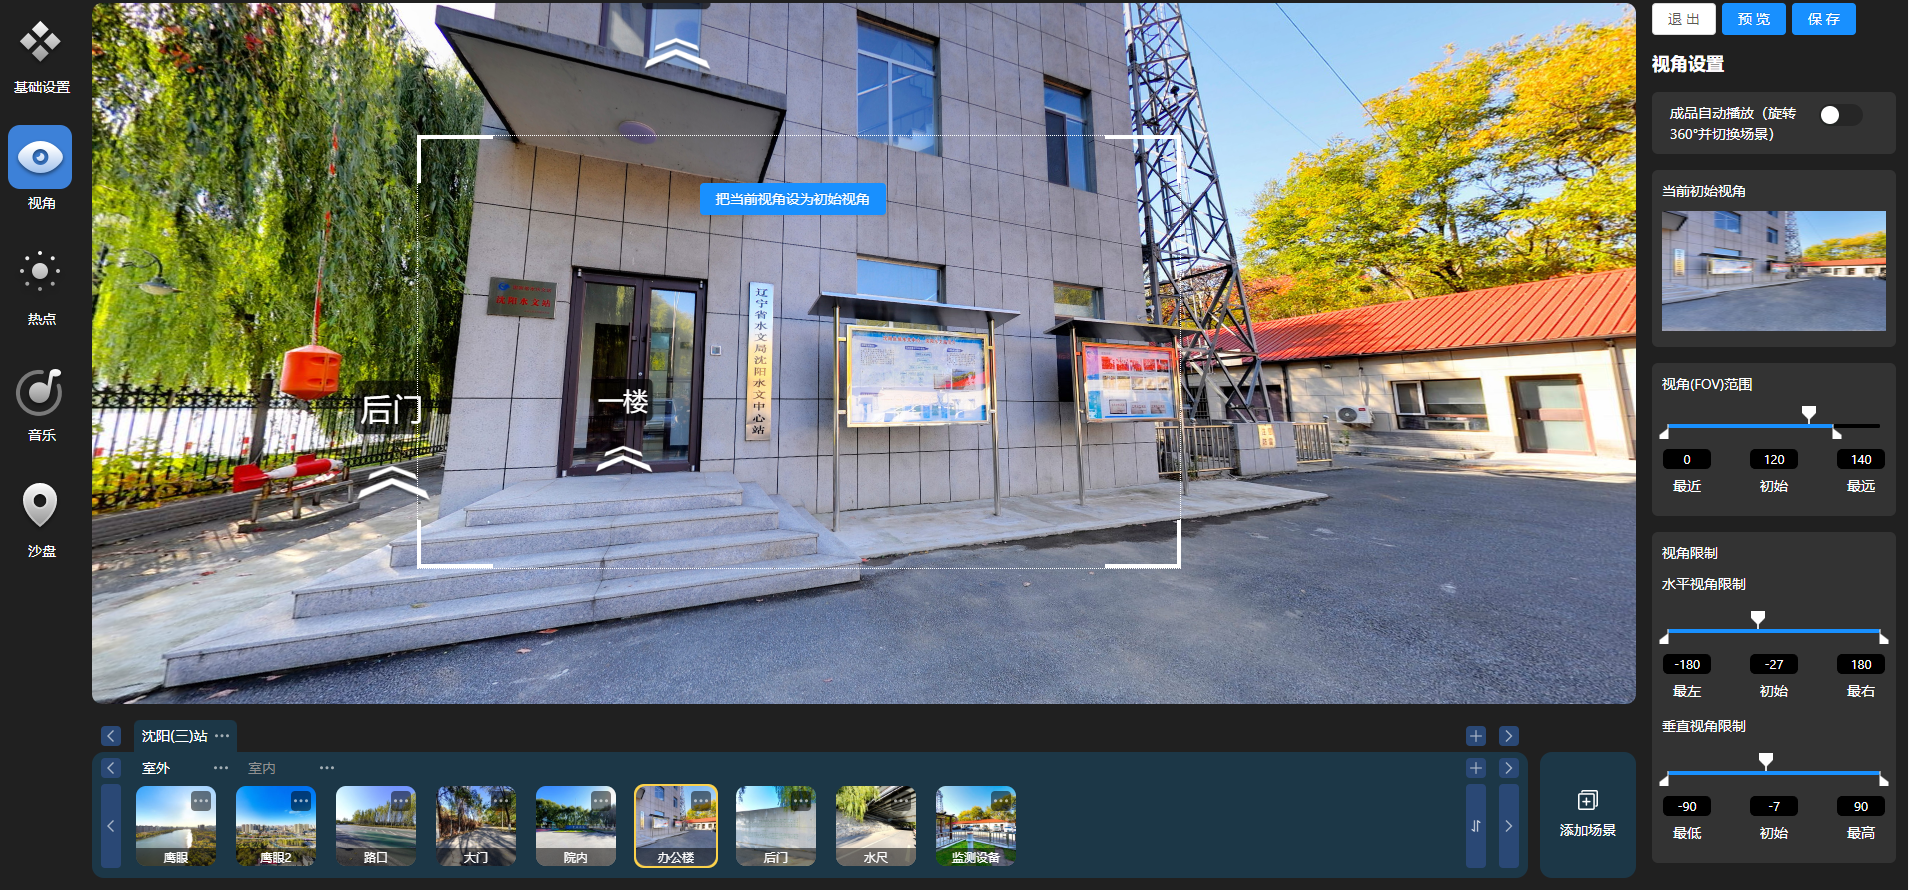 基础设置
视角
热点
音乐
沙盘
沈阳水文站
辽宁省水文局沈阳水文中心站
把当前视角设为初始视角
后门
一楼
退出
预览
保存
视角设置
成品自动播放（旋转
360°并切换场景）
当前初始视角
视角(FOV)范围
0
120
140
最近
初始
最远
视角限制
水平视角限制
-180
-27
180
最左
初始
最右
垂直视角限制
-90
-7
90
最低
初始
最高
沈阳(三)站
室外
室内
鹰眼
鹰眼2
路口
大门
院内
办公楼
后门
水尺
监测设备
添加场景